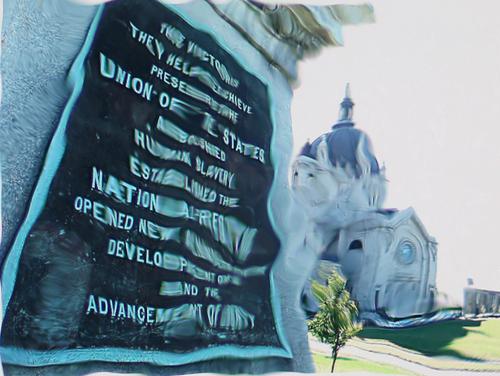 THE VICTORIES
THEY HELPED ACHIEVE
PRESERVED THE
UNION OF STATES
ABOLISHED
HUMAN SLAVERY
ESTABLISHED THE
NATION
OPENED NEW
DEVELOPMENT OF
AND THE
ADVANCEMENT OF